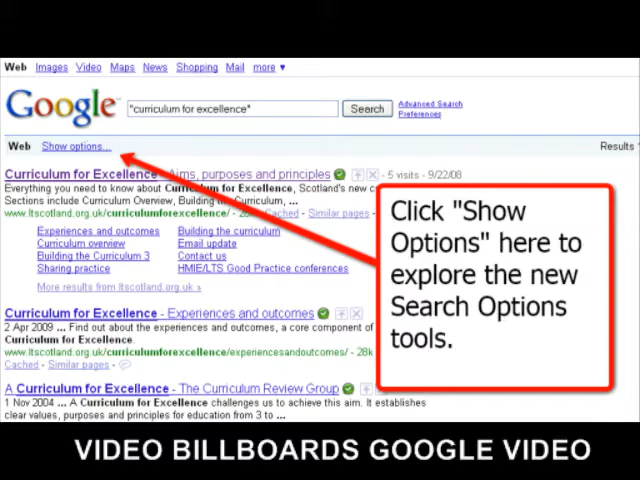 Web Images Video Maps News Shopping Mail more ▼
Google "curriculum for excellence" Search Advanced Search
Preferences
Web Show options... Results
Curriculum for Excellence - Aims, purposes and principles - 5 visits - 9/22/08
Everything you need to know about Curriculum for Excellence, Scotland's new
Sections include Curriculum Overview, Building the Curriculum, ...
www.ltscotland.org.uk/curriculumforexcellence/ - Cached - Similar pages -
Experiences and outcomes Building the curriculum
Curriculum overview Email update
Building the Curriculum 3 Contact us
Sharing practice HMIE/LTS Good Practice conferences
More results from ltscotland.org.uk »
Curriculum for Excellence - Experiences and outcomes
2 Apr 2009 ... Find out about the experiences and outcomes, a core component of
Curriculum for Excellence.
www.ltscotland.org.uk/curriculumforexcellence/experiencesandoutcomes/ - 28k
Cached - Similar pages -
A Curriculum for Excellence - The Curriculum Review Group
1 Nov 2004 ... A Curriculum for Excellence challenges us to achieve this aim. It establishes
clear values, purposes and principles for education from 3 to ...
Click "Show
Options" here to
explore the new
Search Options
tools.
VIDEO BILLBOARDS GOOGLE VIDEO